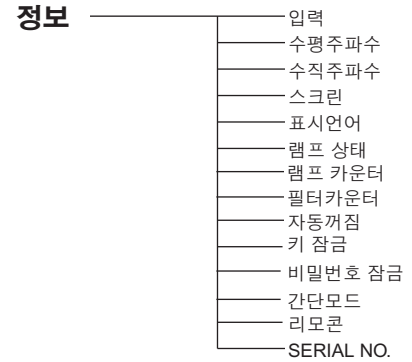 정보
입력
수평주파수
수직주파수
스크린
표시언어
램프 상태
램프 카운터
필터카운터
자동꺼짐
키 잠금
비밀번호 잠금
간단모드
리모콘
SERIAL NO.